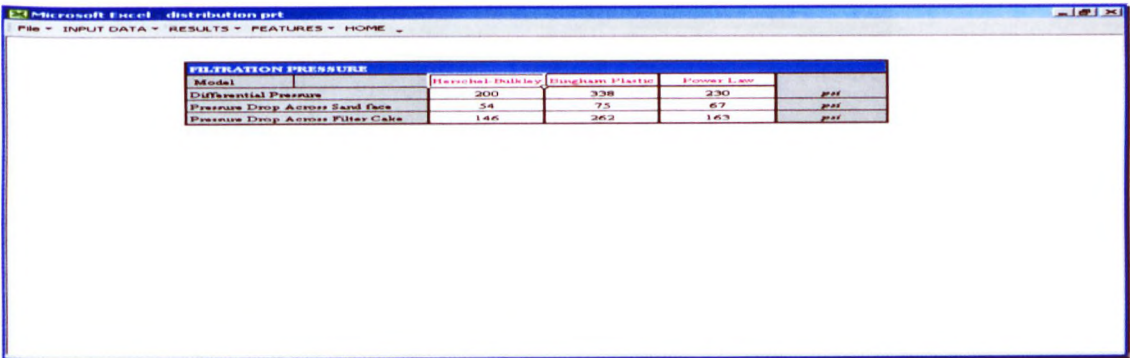 Microsoft Excel - distribution prt
File INPUT DATA RESULTS FEATURES HOME
FILTRATION PRESSURE
Model Herschel-Bulkley Bingham Plastic Power Law
Differential Pressure 200 338 230 psi
Pressure Drop Across Sand face 54 75 67 psi
Pressure Drop Across Filter Cake 146 262 163 psi